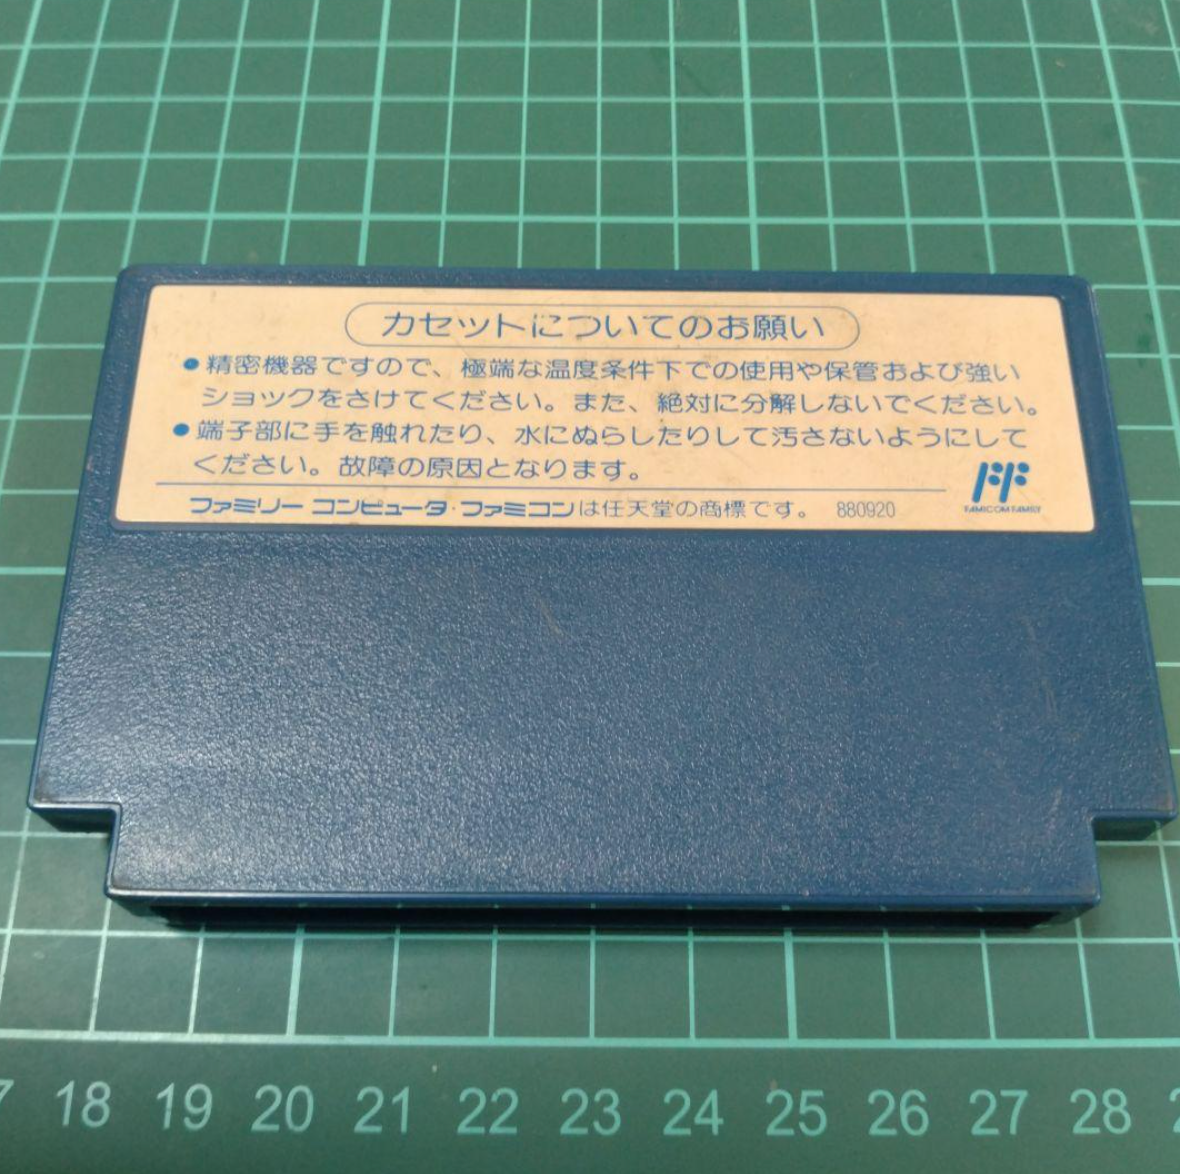 カセットについてのお願い
●精密機器ですので、極端な温度条件下での使用や保管および強い
ショックをさけてください。また、絶対に分解しないでください。
●端子部に手を触れたり、水にぬらしたりして汚さないようにして
ください。故障の原因となります。
ファミリー コンピュータ・ファミコンは任天堂の商標です。 880920
FAMICOM FAMILY
18 19 20 21 22 23 24 25 26 27 28